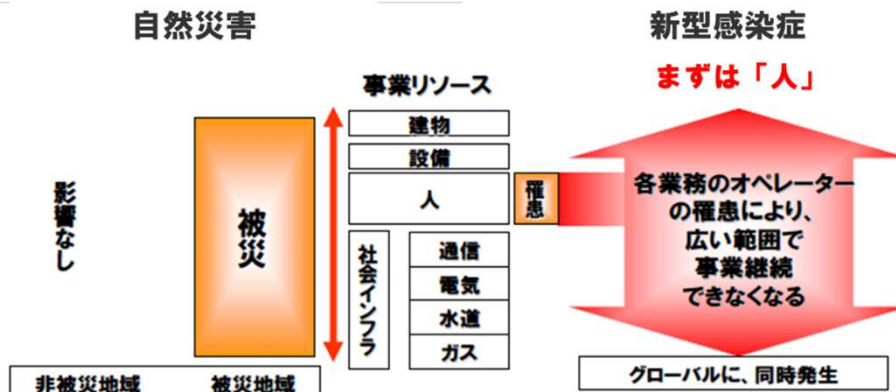 自然災害
新型感染症
まずは「人」
事業リソース
建物
設備
人
罹患
影響なし
被災
社会インフラ
通信
電気
水道
ガス
各業務のオペレーター
の罹患により、
広い範囲で
事業継続
できなくなる
非被災地域
被災地域
グローバルに、同時発生